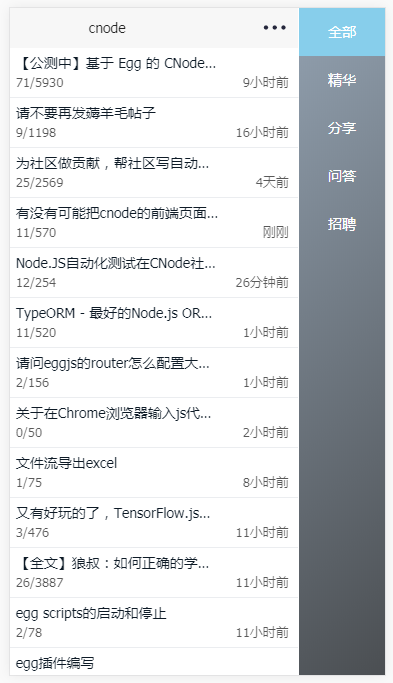 cnode
全部
精华
分享
问答
招聘
【公测中】基于 Egg 的 CNode...
71/5930 9小时前
请不要再发薅羊毛帖子
9/1198 16小时前
为社区做贡献，帮社区写自动...
25/2569 4天前
有没有可能把cnode的前端页面...
11/570 刚刚
Node.JS自动化测试在CNode社...
12/254 26分钟前
TypeORM - 最好的Node.js OR...
11/520 1小时前
请问eggjs的router怎么配置大...
2/156 1小时前
关于在Chrome浏览器输入js代...
0/50 2小时前
文件流导出excel
1/75 8小时前
又有好玩的了，TensorFlow.js...
3/476 11小时前
【全文】狼叔：如何正确的学...
26/3887 11小时前
egg scripts的启动和停止
2/78 11小时前
egg插件编写